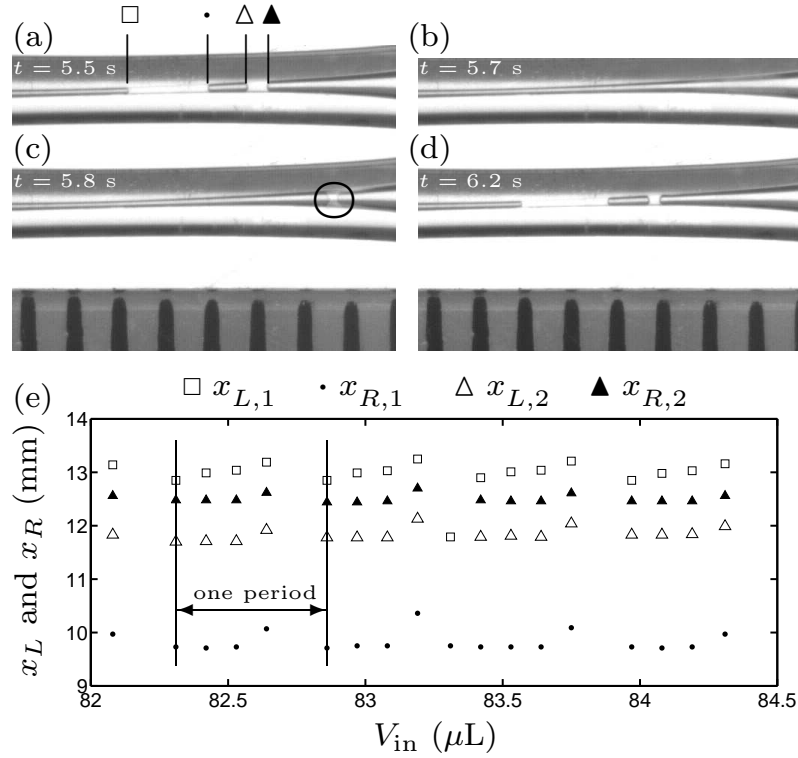 (a) □ • △ ▲ (b)
t = 5.5 s t = 5.7 s
(c) (d)
t = 5.8 s t = 6.2 s
(e) □ x_{L,1} • x_{R,1} △ x_{L,2} ▲ x_{R,2}
x_L and x_R (mm)
14
13
12
11
10
9
one period
82 82.5 83 83.5 84 84.5
V_{in} (μL)